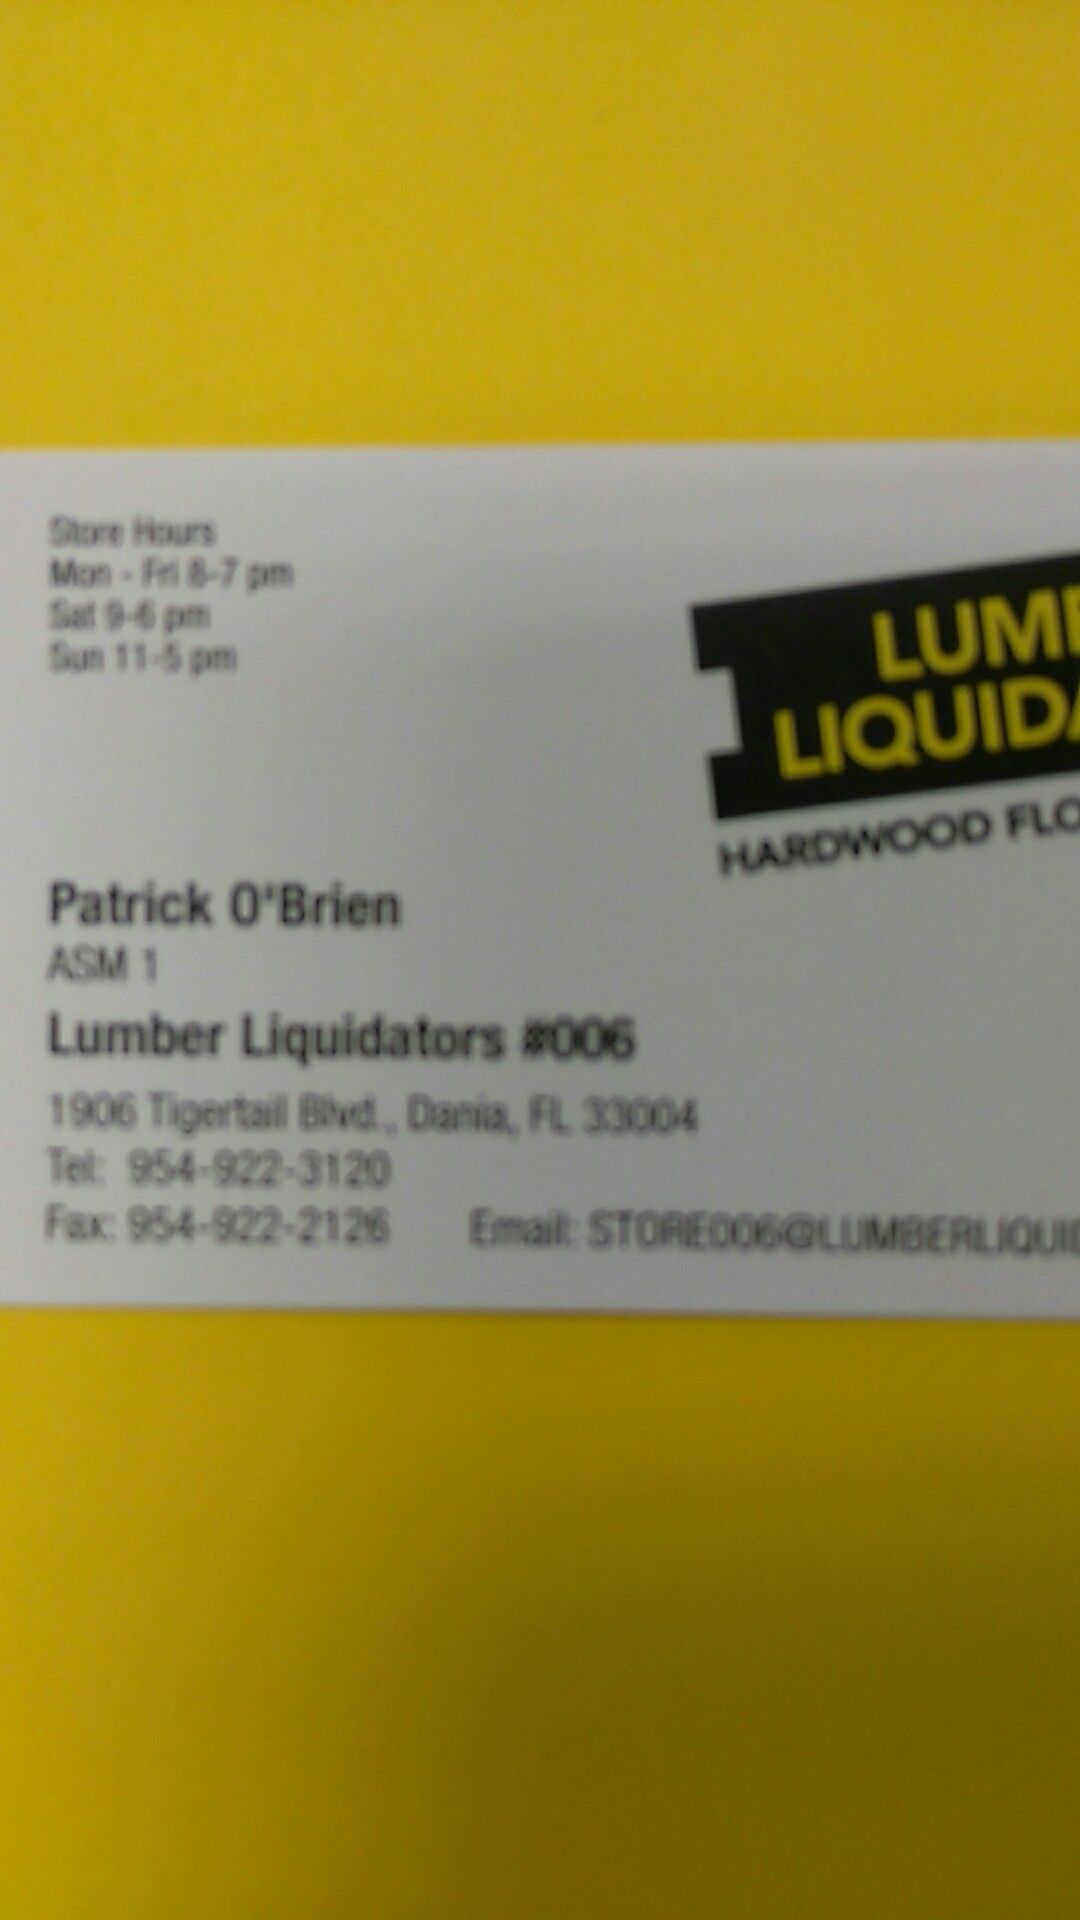 Store Hours
Mon - Fri 8-7 pm
Sat 9-6 pm
Sun 11-5 pm
LUMB
LIQUIDA
HARDWOOD FLO
Patrick O'Brien
ASM 1
Lumber Liquidators #006
1906 Tigertail Blvd., Dania, FL 33004
Tel: 954-922-3120
Fax: 954-922-2126 Email: STORE006@LUMBERLIQUID